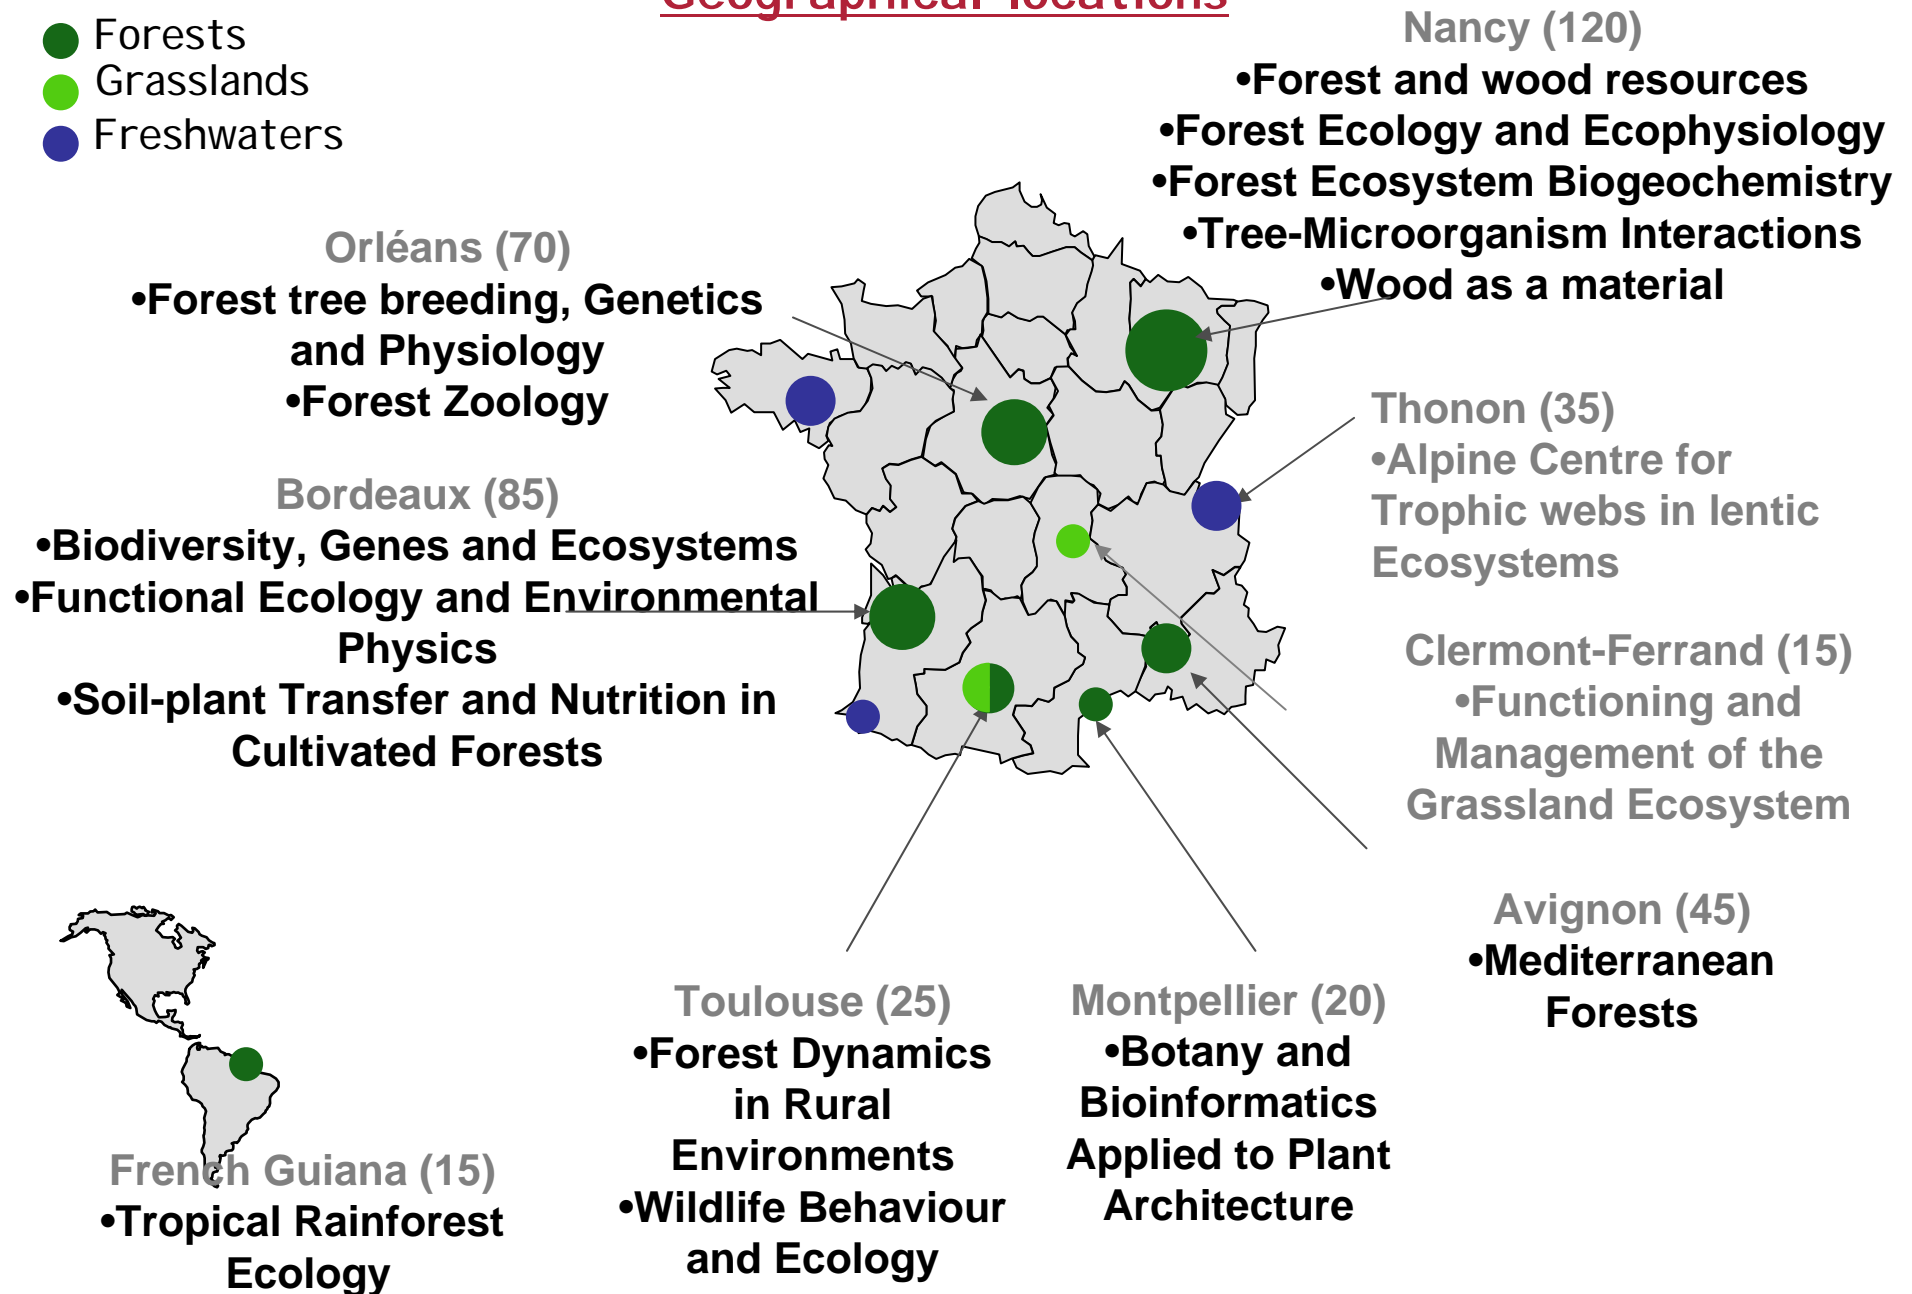 Geographical locations
Forests
Grasslands
Freshwaters
Nancy (120)
•Forest and wood resources
•Forest Ecology and Ecophysiology
•Forest Ecosystem Biogeochemistry
•Tree-Microorganism Interactions
•Wood as a material
Orléans (70)
•Forest tree breeding, Genetics
and Physiology
•Forest Zoology
Thonon (35)
•Alpine Centre for
Trophic webs in lentic
Ecosystems
Bordeaux (85)
•Biodiversity, Genes and Ecosystems
•Functional Ecology and Environmental
Physics
•Soil-plant Transfer and Nutrition in
Cultivated Forests
Clermont-Ferrand (15)
•Functioning and
Management of the
Grassland Ecosystem
Avignon (45)
•Mediterranean
Forests
Toulouse (25)
•Forest Dynamics
in Rural
Environments
•Wildlife Behaviour
and Ecology
Montpellier (20)
•Botany and
Bioinformatics
Applied to Plant
Architecture
French Guiana (15)
•Tropical Rainforest
Ecology